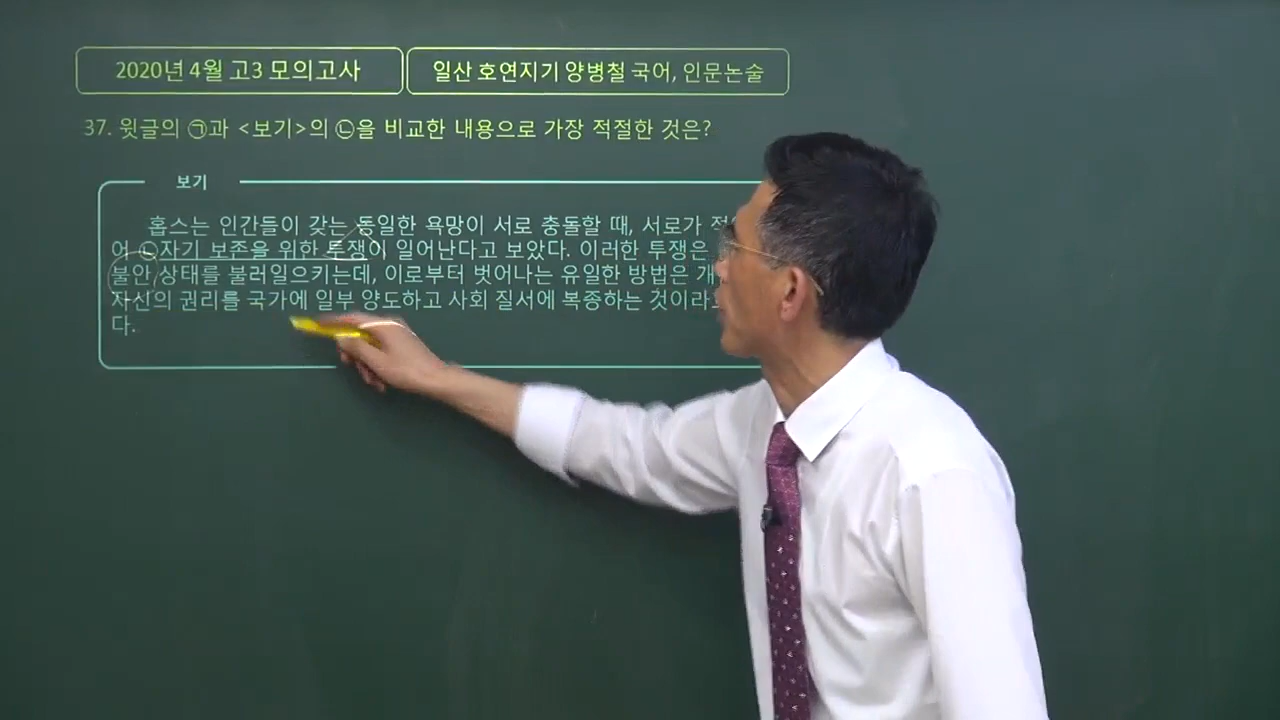 2020년 4월 고3 모의고사
일산 호연지기 양병철 국어, 인문논술
37. 윗글의 ㉠과 <보기>의 ㉡을 비교한 내용으로 가장 적절한 것은?
보기
홉스는 인간들이 갖는 동일한 욕망이 서로 충돌할 때, 서로가
어 ㉡자기 보존을 위한 투쟁이 일어난다고 보았다. 이러한 투쟁은
불안 상태를 불러일으키는데, 이로부터 벗어나는 유일한 방법은
자신의 권리를 국가에 일부 양도하고 사회 질서에 복종하는 것이라
다.